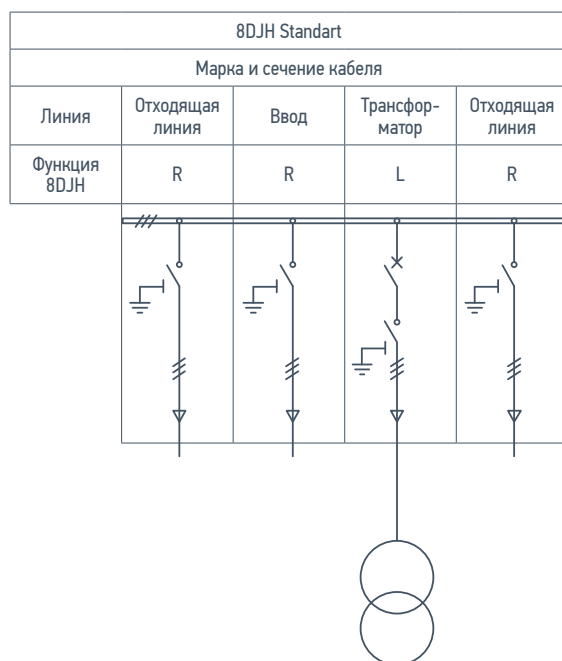 8DJH Standart
Марка и сечение кабеля
Линия
Отходящая
линия
Ввод
Трансфор-
матор
Отходящая
линия
Функция
8DJH
R
R
L
R